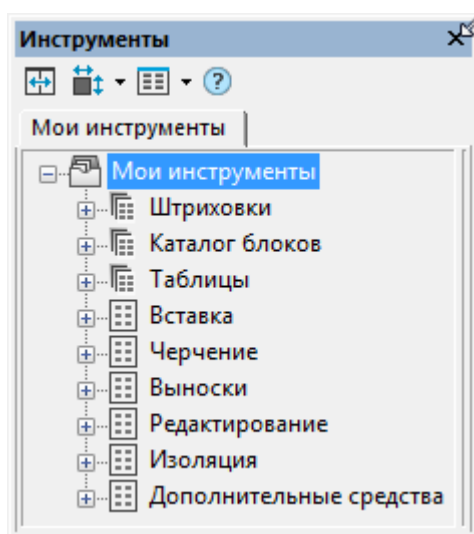 Инструменты
?
Мои инструменты
Мои инструменты
Штриховки
Каталог блоков
Таблицы
Вставка
Черчение
Выноски
Редактирование
Изоляция
Дополнительные средства